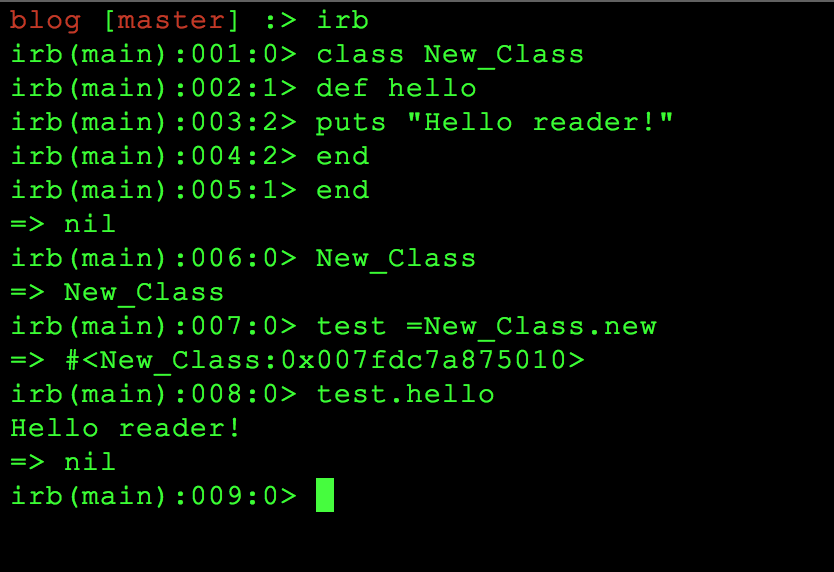 blog [master] :> irb
irb(main):001:0> class New_Class
irb(main):002:1> def hello
irb(main):003:2> puts "Hello reader!"
irb(main):004:2> end
irb(main):005:1> end
=> nil
irb(main):006:0> New_Class
=> New_Class
irb(main):007:0> test =New_Class.new
=> #<New_Class:0x007fdc7a875010>
irb(main):008:0> test.hello
Hello reader!
=> nil
irb(main):009:0>